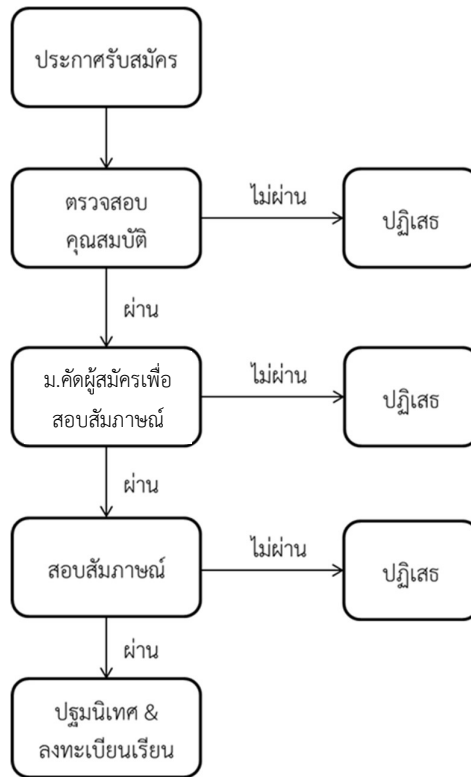 ประกาศรับสมัคร
ตรวจสอบ
คุณสมบัติ
ไม่ผ่าน
ปฏิเสธ
ผ่าน
ม.คัดผู้สมัครเพื่อ
สอบสัมภาษณ์
ไม่ผ่าน
ปฏิเสธ
ผ่าน
สอบสัมภาษณ์
ไม่ผ่าน
ปฏิเสธ
ผ่าน
ปฐมนิเทศ &
ลงทะเบียนเรียน